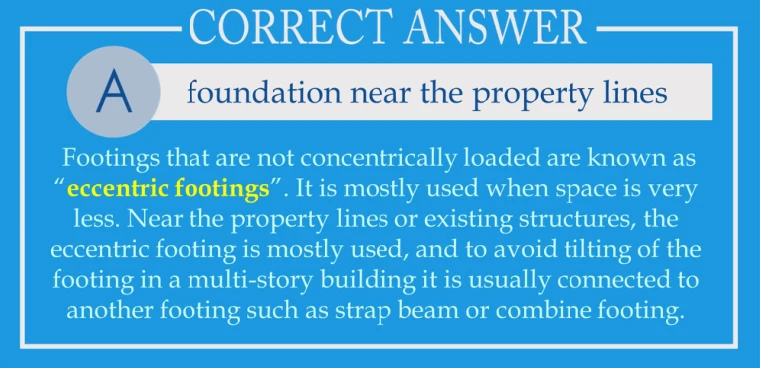 CORRECT ANSWER
A
foundation near the property lines
Footings that are not concentrically loaded are known as
“eccentric footings”. It is mostly used when space is very
less. Near the property lines or existing structures, the
eccentric footing is mostly used, and to avoid tilting of the
footing in a multi-story building it is usually connected to
another footing such as strap beam or combine footing.